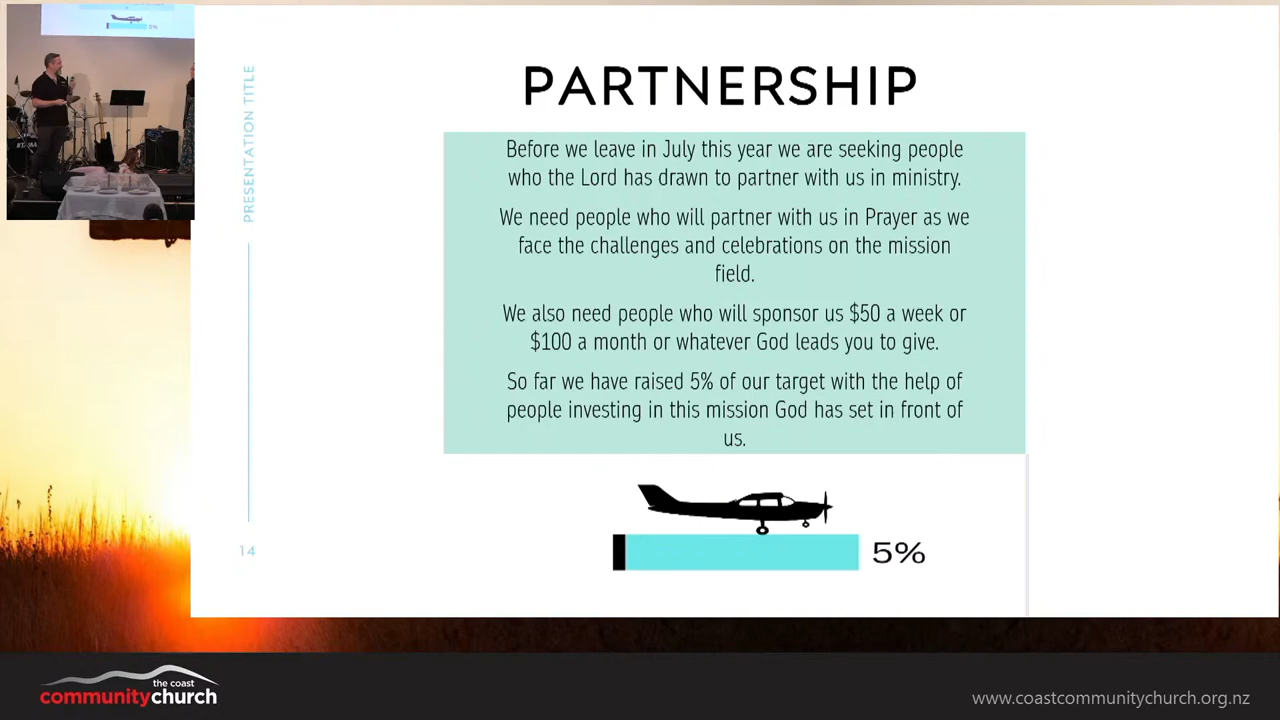 5%
PRESENTATION TITLE
PARTNERSHIP
Before we leave in July this year we are seeking people
who the Lord has drawn to partner with us in ministry.
We need people who will partner with us in Prayer as we
face the challenges and celebrations on the mission
field.
We also need people who will sponsor us $50 a week or
$100 a month or whatever God leads you to give.
So far we have raised 5% of our target with the help of
people investing in this mission God has set in front of
us.
5%
14
the coast
communitychurch
www.coastcommunitychurch.org.nz